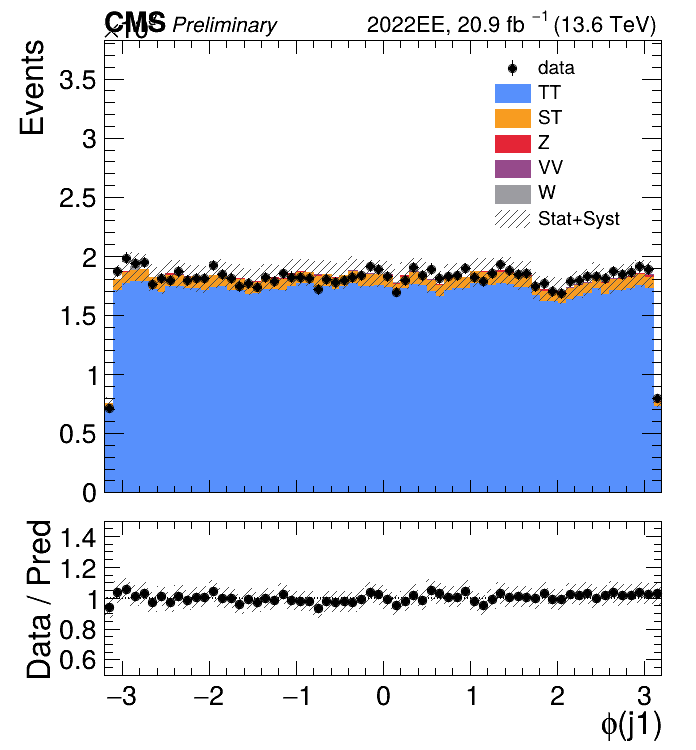 CMS Preliminary 2022EE, 20.9 fb⁻¹ (13.6 TeV)
Events
3.5
3
2.5
2
1.5
1
0.5
0
data
TT
ST
Z
VV
W
Stat+Syst
Data / Pred
1.4
1.2
1
0.8
0.6
−3 −2 −1 0 1 2 3
ϕ(j1)